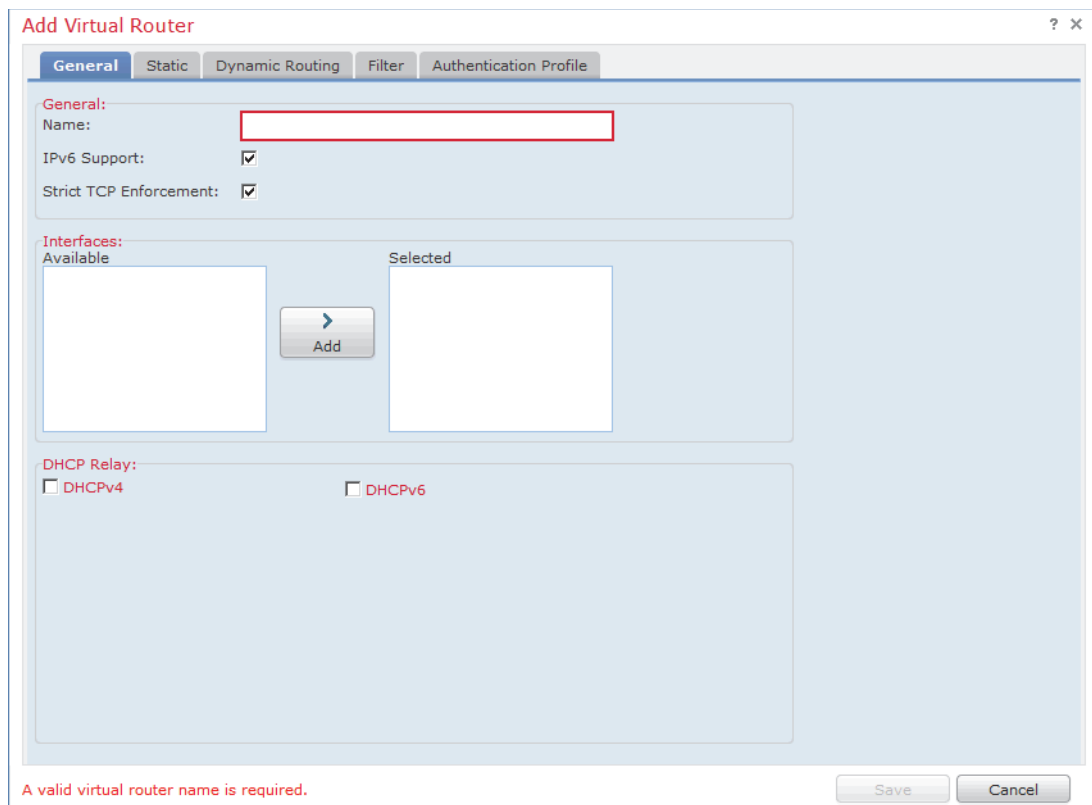 Add Virtual Router ? ×
General Static Dynamic Routing Filter Authentication Profile
General:
Name:
IPv6 Support:
Strict TCP Enforcement:
Interfaces:
Available Selected
Add
DHCP Relay:
DHCPv4 DHCPv6
A valid virtual router name is required. Save Cancel